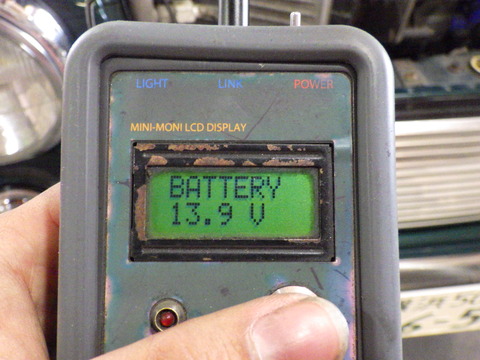 LIGHT LINK POWER
MINI-MONI LCD DISPLAY
BATTERY
13.9 V